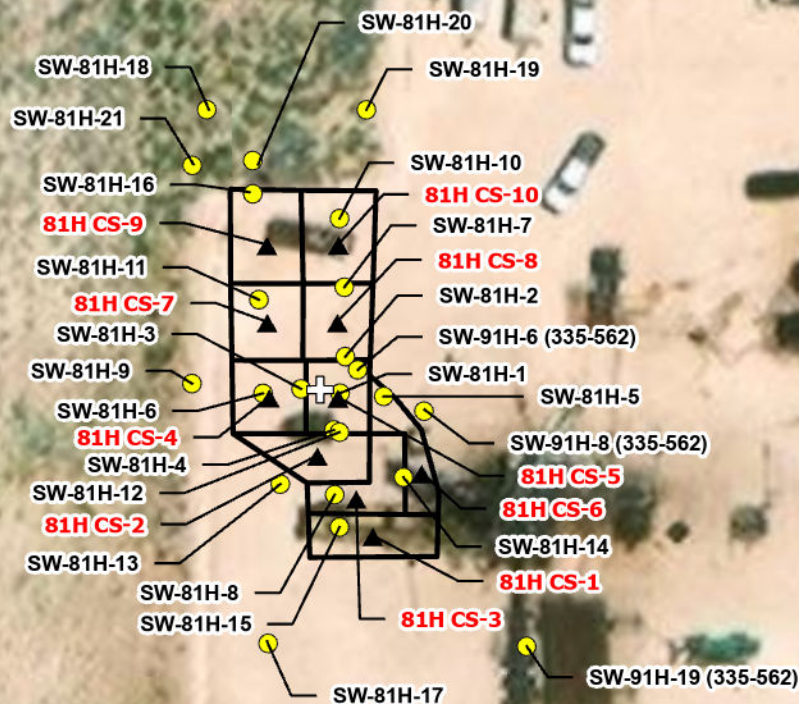 SW-81H-20
SW-81H-18
SW-81H-19
SW-81H-21
SW-81H-10
SW-81H-16
81H CS-10
81H CS-9
SW-81H-7
SW-81H-11
81H CS-8
81H CS-7
SW-81H-2
SW-81H-3
SW-91H-6 (335-562)
SW-81H-9
SW-81H-1
SW-81H-5
SW-81H-6
81H CS-4
SW-91H-8 (335-562)
SW-81H-4
81H CS-5
SW-81H-12
81H CS-6
81H CS-2
SW-81H-14
SW-81H-13
81H CS-1
SW-81H-8
81H CS-3
SW-81H-15
SW-91H-19 (335-562)
SW-81H-17